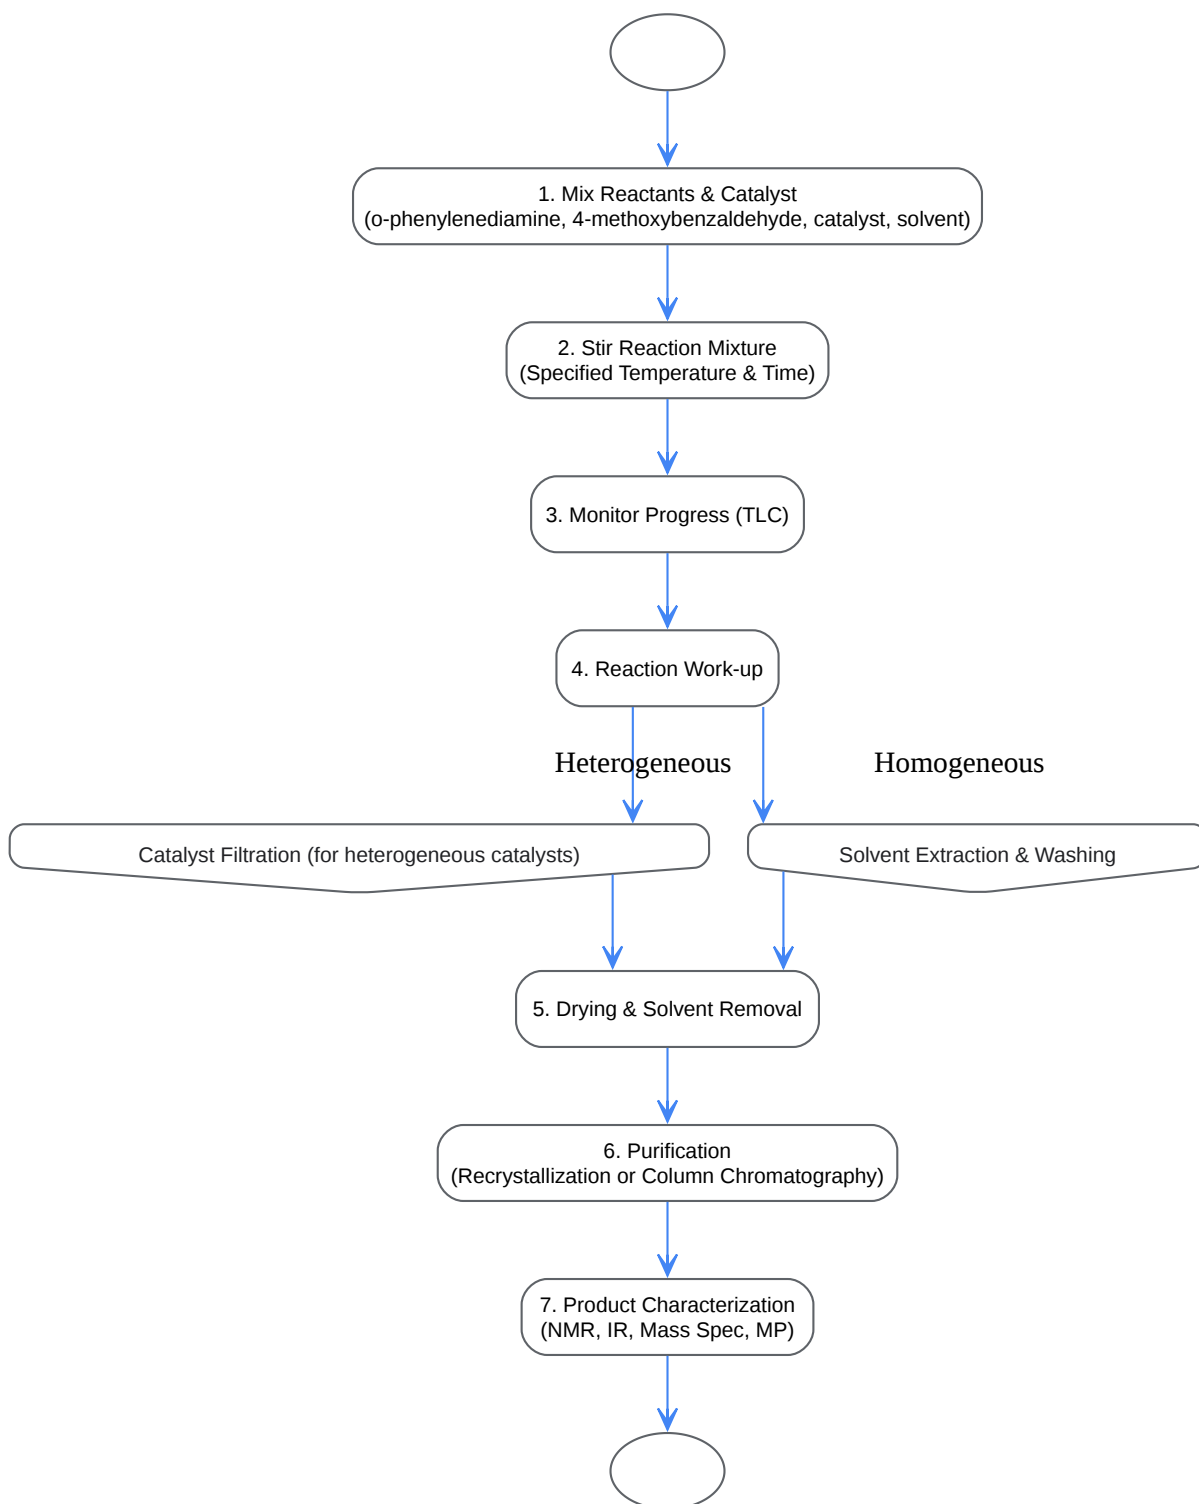 1. Mix Reactants & Catalyst
(o-phenylenediamine, 4-methoxybenzaldehyde, catalyst, solvent)
2. Stir Reaction Mixture
(Specified Temperature & Time)
3. Monitor Progress (TLC)
4. Reaction Work-up
Heterogeneous
Homogeneous
Catalyst Filtration (for heterogeneous catalysts)
Solvent Extraction & Washing
5. Drying & Solvent Removal
6. Purification
(Recrystallization or Column Chromatography)
7. Product Characterization
(NMR, IR, Mass Spec, MP)